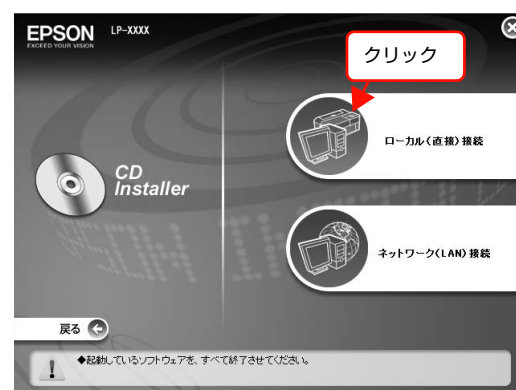 EPSON
EXCEED YOUR VISION
LP-XXXX
クリック
ローカル(直接)接続
CD
Installer
ネットワーク(LAN)接続
戻る
◆起動しているソフトウェアを、すべて終了させてください。